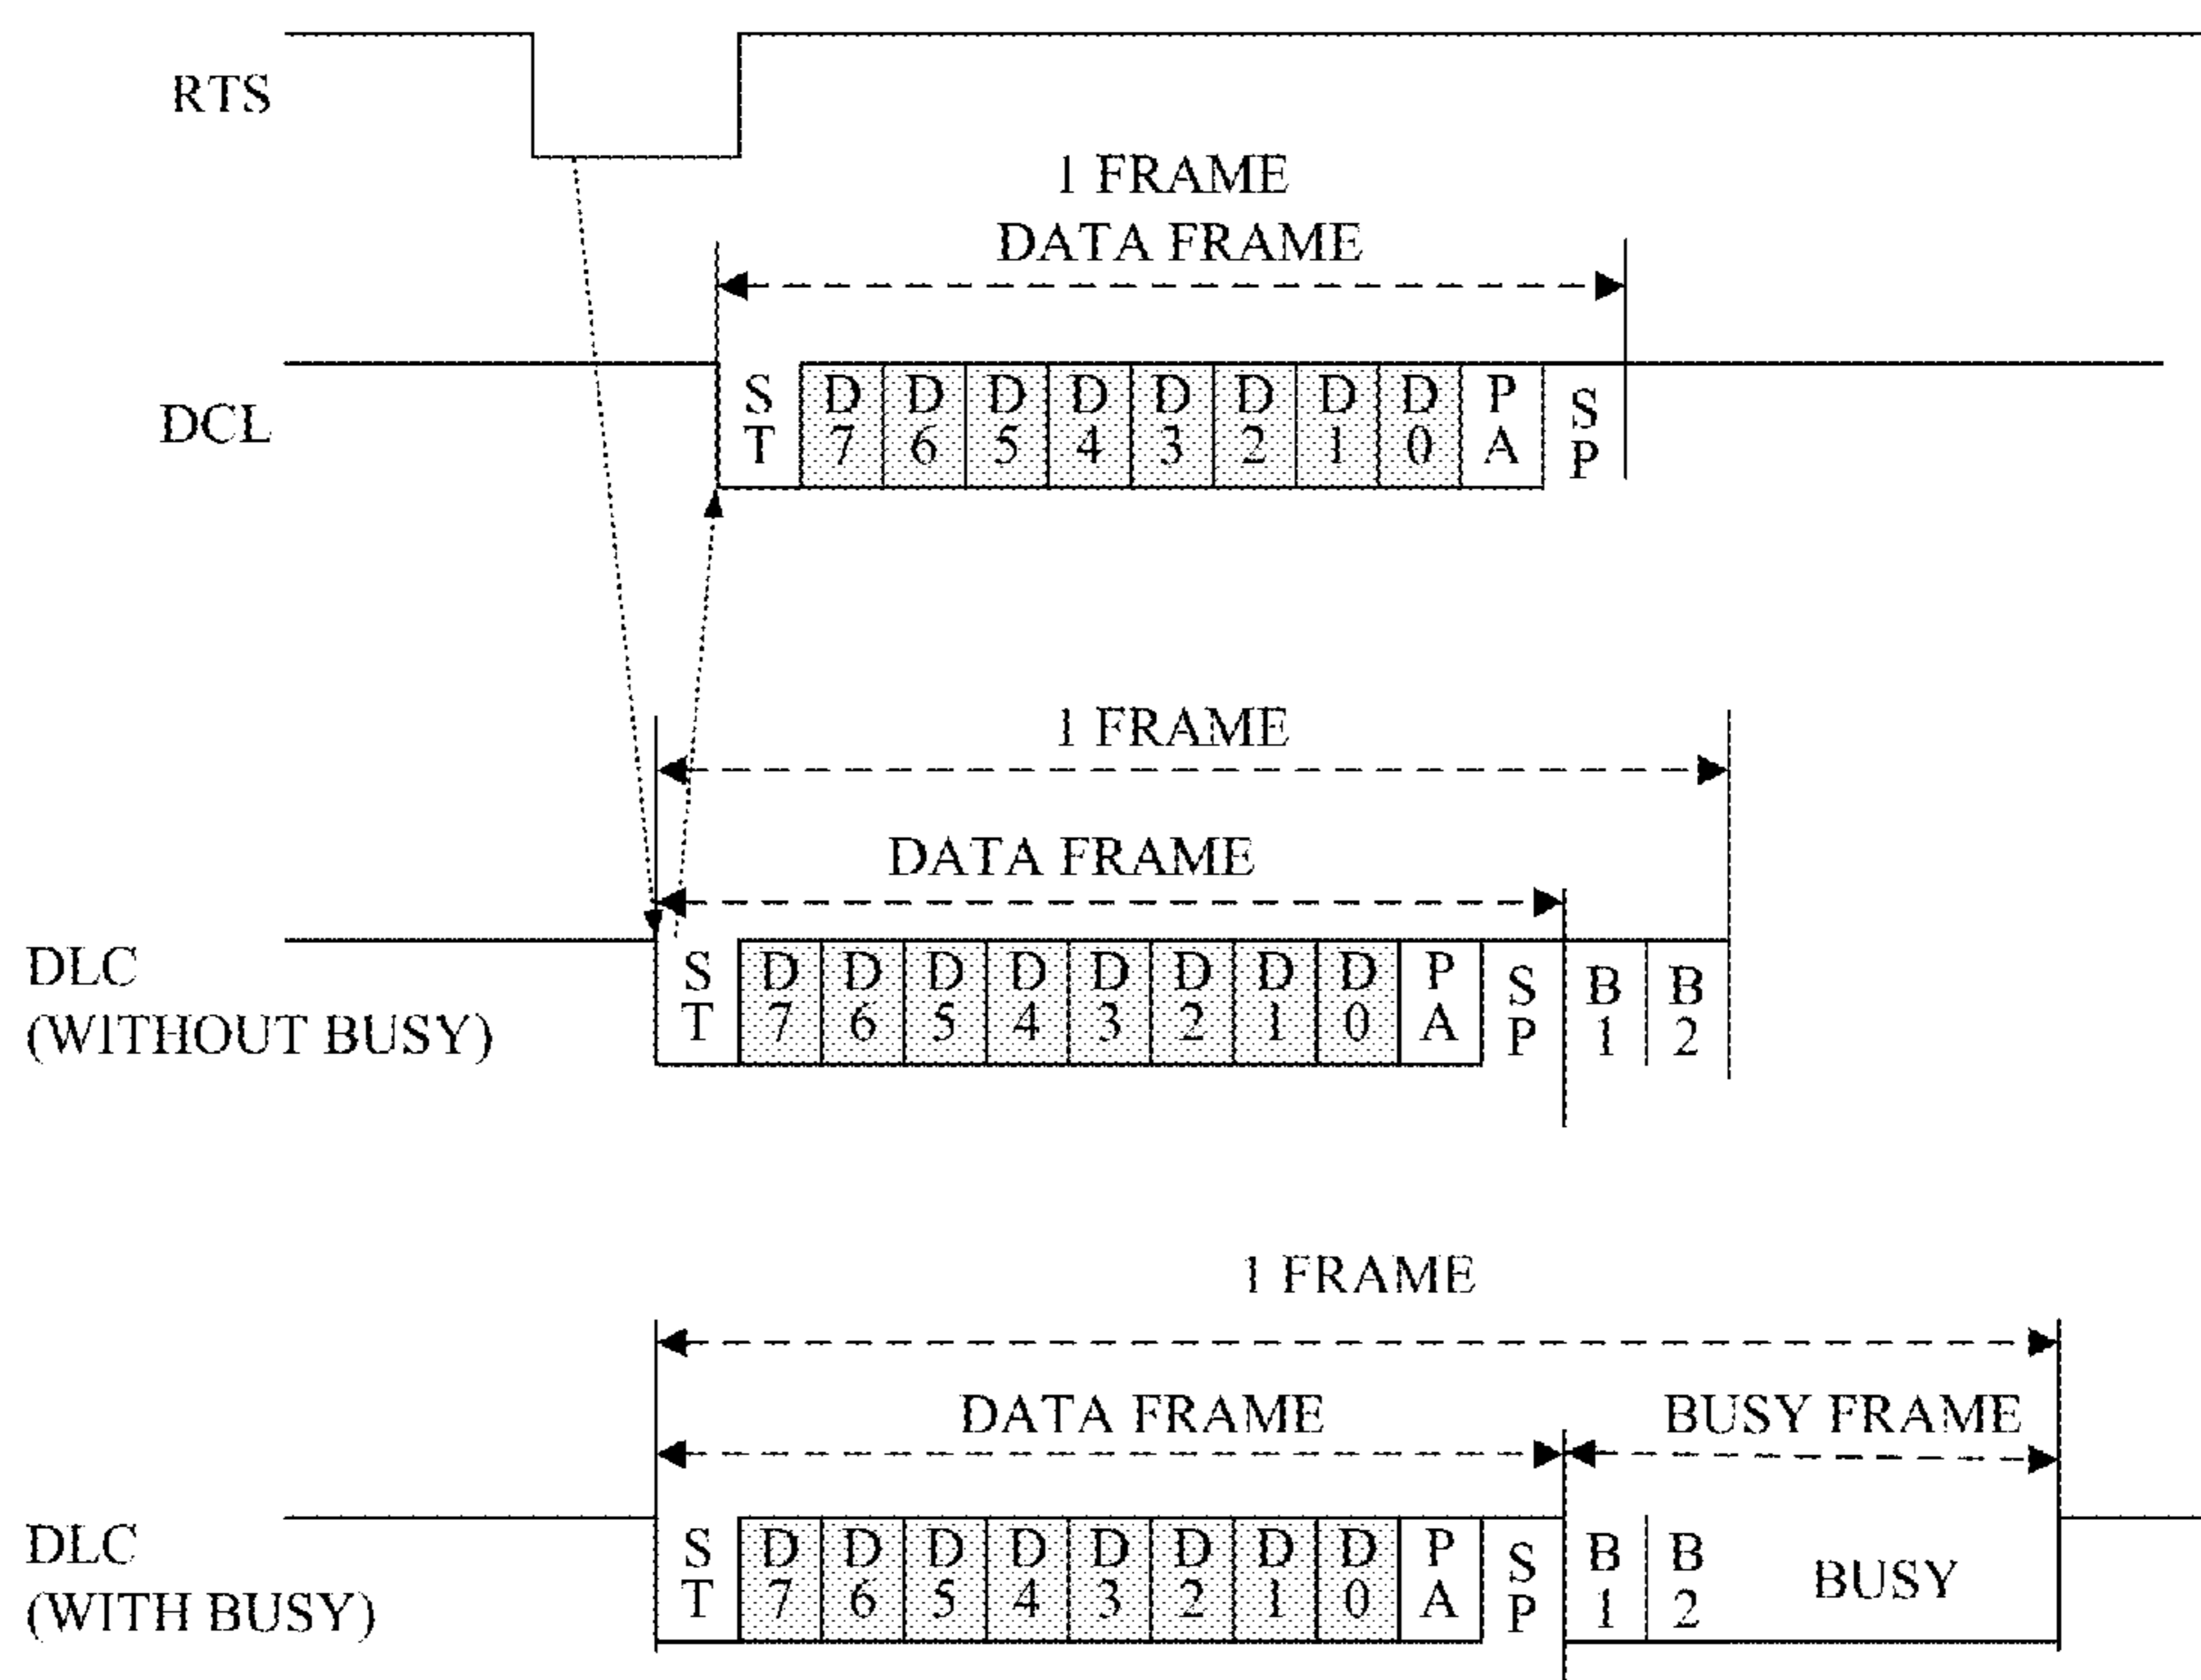 RTS
1 FRAME
DATA FRAME
DCL
S D D D D D D D D P S
T 7 6 5 4 3 2 1 0 A P
1 FRAME
DATA FRAME
DLC
(WITHOUT BUSY)
S D D D D D D D D P S B B
T 7 6 5 4 3 2 1 0 A P 1 2
1 FRAME
DATA FRAME BUSY FRAME
DLC
(WITH BUSY)
S D D D D D D D D P S B B BUSY
T 7 6 5 4 3 2 1 0 A P 1 2